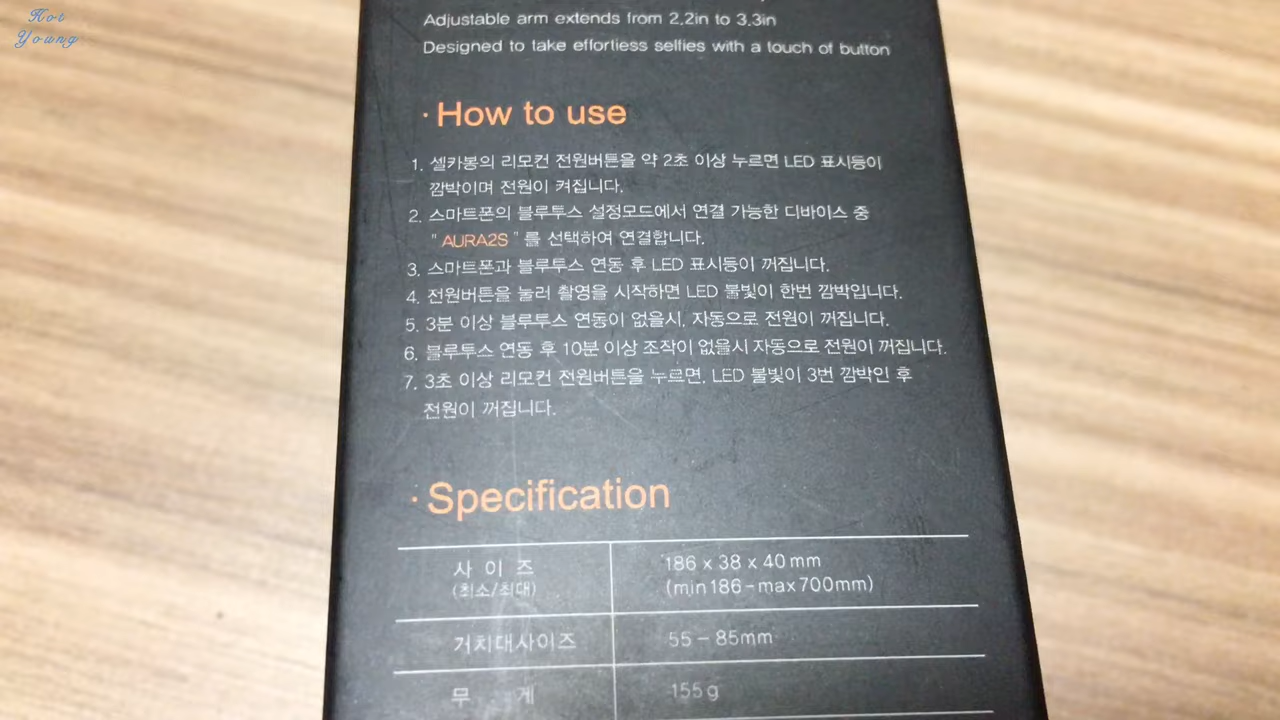 Hot
Young
Adjustable arm extends from 2.2in to 3.3in
Designed to take effortless selfies with a touch of button
· How to use
1. 셀카봉의 리모컨 전원버튼을 약 2초 이상 누르면 LED 표시등이
깜박이며 전원이 켜집니다.
2. 스마트폰의 블루투스 설정모드에서 연결 가능한 디바이스 중
" AURA2S " 를 선택하여 연결합니다.
3. 스마트폰과 블루투스 연동 후 LED 표시등이 꺼집니다.
4. 전원버튼을 눌러 촬영을 시작하면 LED 불빛이 한번 깜박입니다.
5. 3분 이상 블루투스 연동이 없을시, 자동으로 전원이 꺼집니다.
6. 블루투스 연동 후 10분 이상 조작이 없을시 자동으로 전원이 꺼집니다.
7. 3초 이상 리모컨 전원버튼을 누르면, LED 불빛이 3번 깜박인 후
전원이 꺼집니다.
· Specification
사 이 즈 186 x 38 x 40 mm
(최소/최대) (min186-max700mm)
거치대사이즈 55 - 85mm
무 게 155g